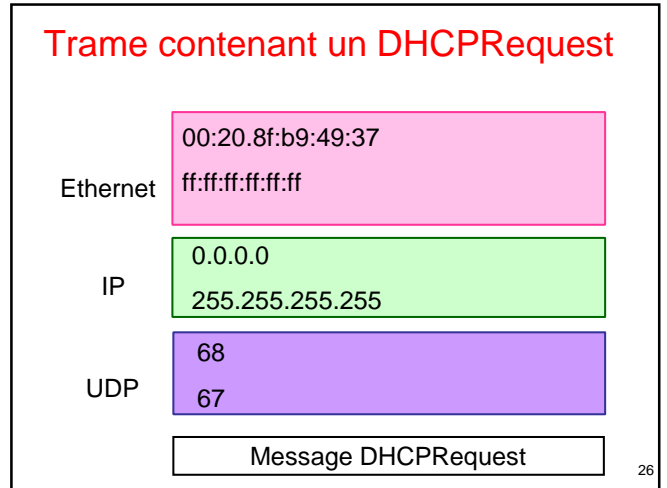 Trame contenant un DHCPRequest
00:20.8f:b9:49:37
Ethernet
ff:ff:ff:ff:ff:ff
0.0.0.0
IP
255.255.255.255
68
UDP
67
Message DHCPRequest
26